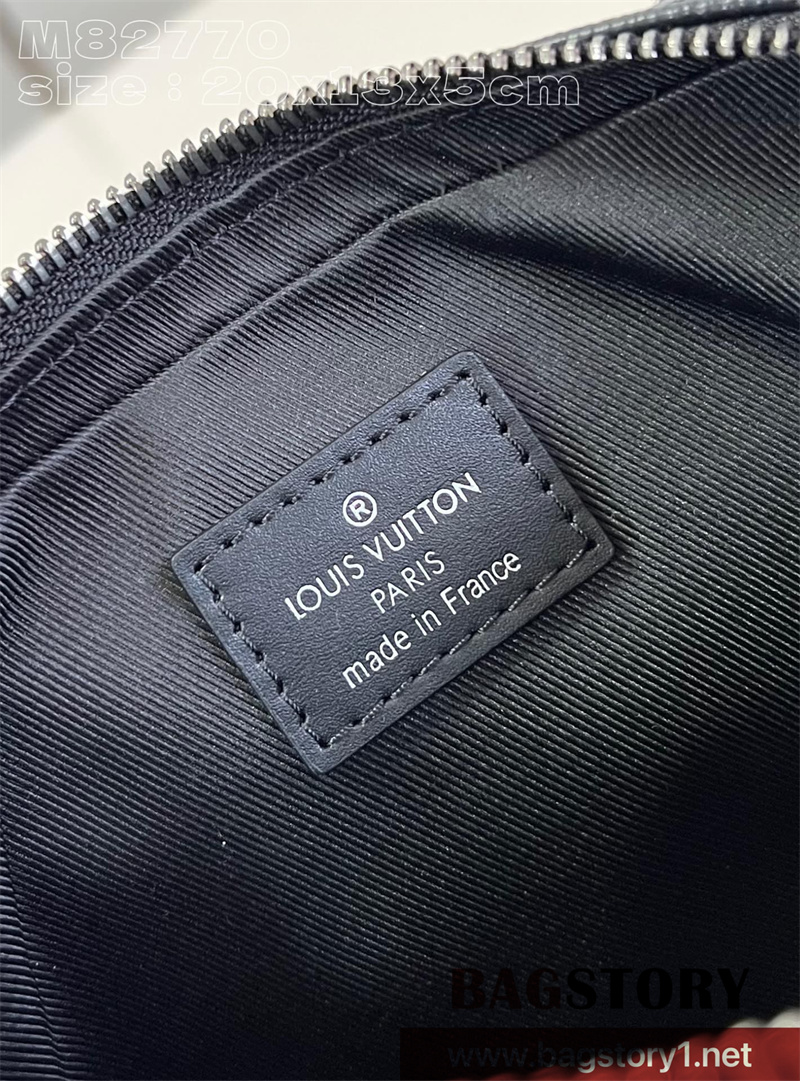 M82770
size : 20x13x5cm
®
LOUIS VUITTON
PARIS
made in France
BAGSTORY
www.bagstory1.net